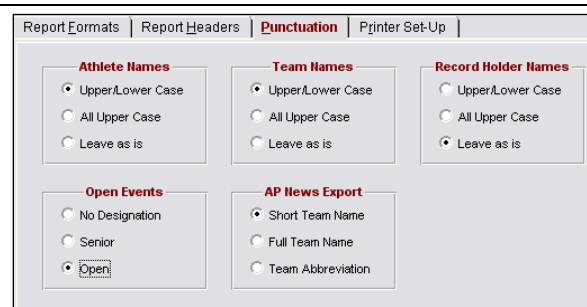 Report Formats Report Headers Punctuation Printer Set-Up
Athlete Names
Upper/Lower Case
All Upper Case
Leave as is
Team Names
Upper/Lower Case
All Upper Case
Leave as is
Record Holder Names
Upper/Lower Case
All Upper Case
Leave as is
Open Events
No Designation
Senior
Open
AP News Export
Short Team Name
Full Team Name
Team Abbreviation